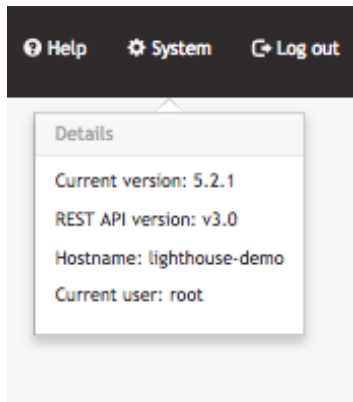 Help System Log out
Details
Current version: 5.2.1
REST API version: v3.0
Hostname: lighthouse-demo
Current user: root